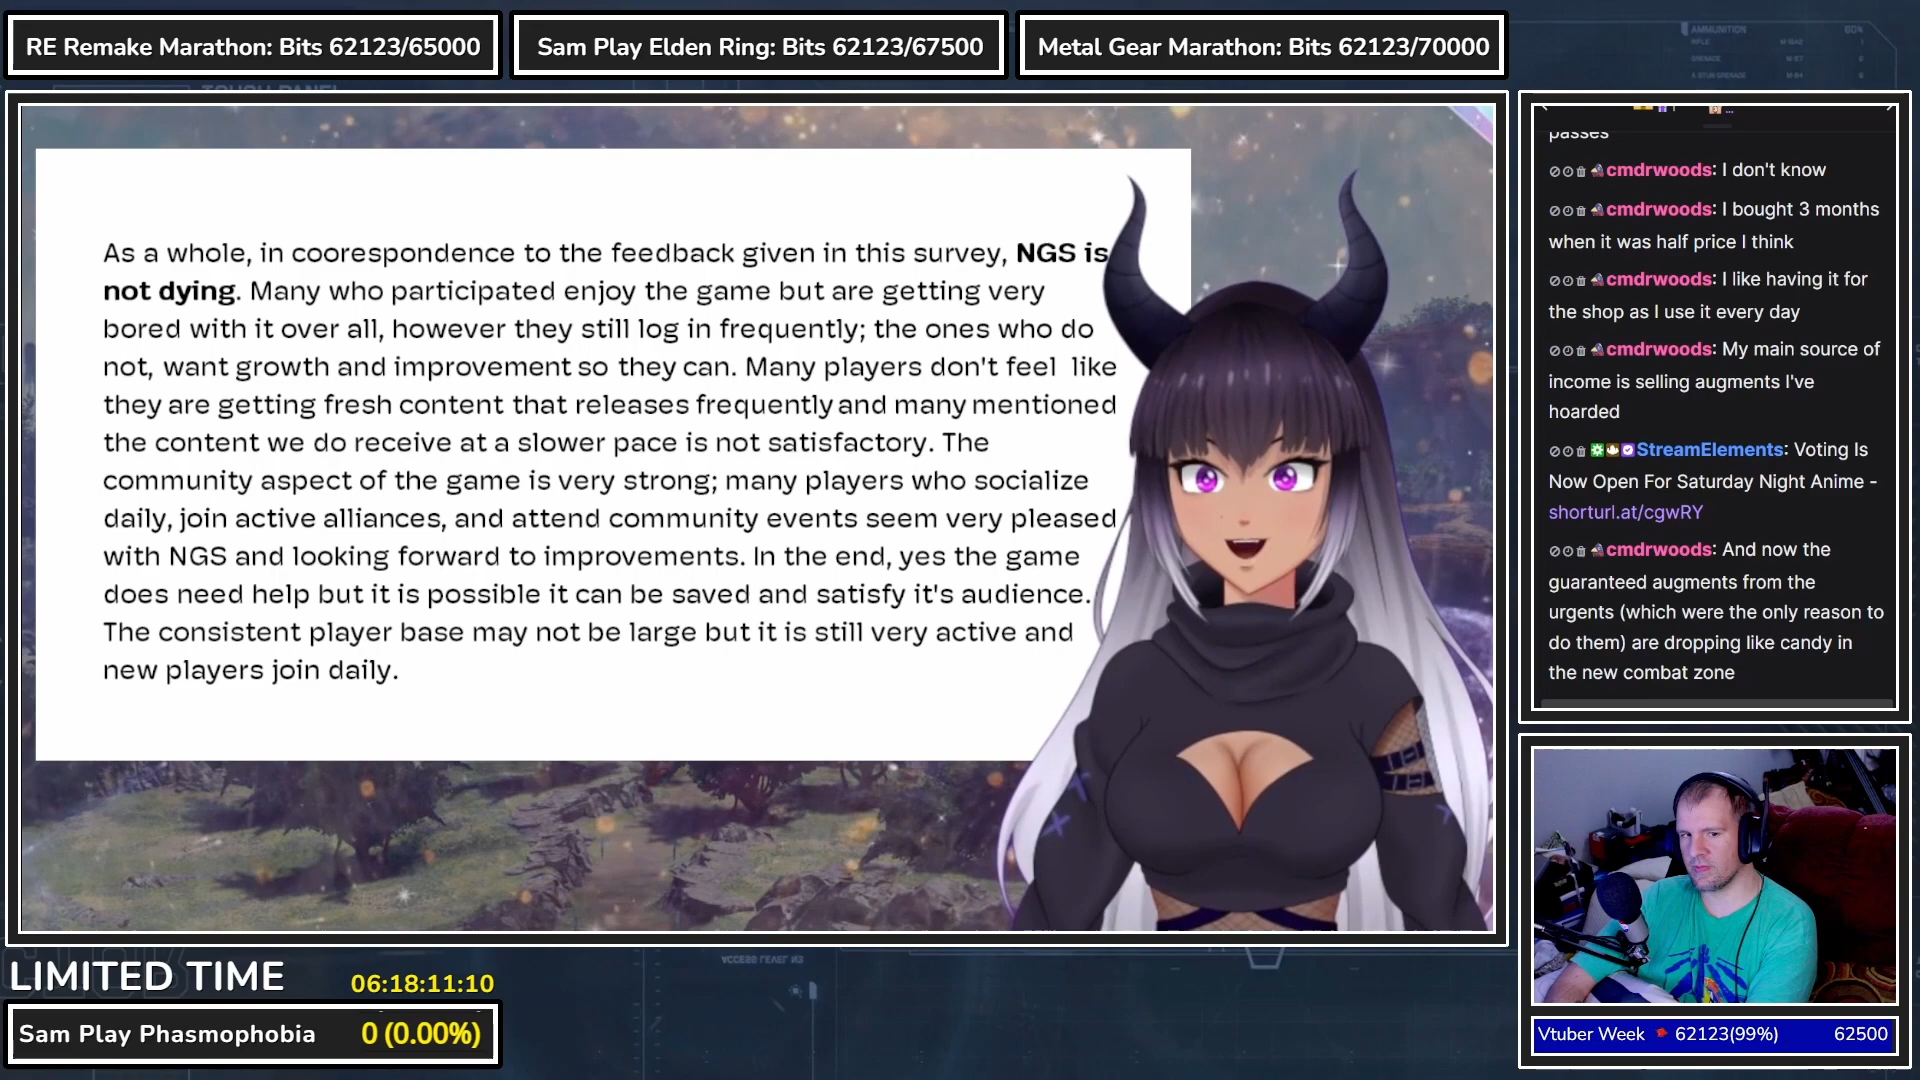 RE Remake Marathon: Bits 62123/65000
Sam Play Elden Ring: Bits 62123/67500
Metal Gear Marathon: Bits 62123/70000
AMMUNITION
As a whole, in coorespondence to the feedback given in this survey, NGS is
not dying. Many who participated enjoy the game but are getting very
bored with it over all, however they still log in frequently; the ones who do
not, want growth and improvement so they can. Many players don't feel like
they are getting fresh content that releases frequently and many mentioned
the content we do receive at a slower pace is not satisfactory. The
community aspect of the game is very strong; many players who socialize
daily, join active alliances, and attend community events seem very pleased
with NGS and looking forward to improvements. In the end, yes the game
does need help but it is possible it can be saved and satisfy it's audience.
The consistent player base may not be large but it is still very active and
new players join daily.
passes
cmdrwoods: I don't know
cmdrwoods: I bought 3 months
when it was half price I think
cmdrwoods: I like having it for
the shop as I use it every day
cmdrwoods: My main source of
income is selling augments I've
hoarded
StreamElements: Voting Is
Now Open For Saturday Night Anime -
shorturl.at/cgwRY
cmdrwoods: And now the
guaranteed augments from the
urgents (which were the only reason to
do them) are dropping like candy in
the new combat zone
LIMITED TIME
06:18:11:10
Sam Play Phasmophobia 0 (0.00%)
Vtuber Week 62123(99%) 62500